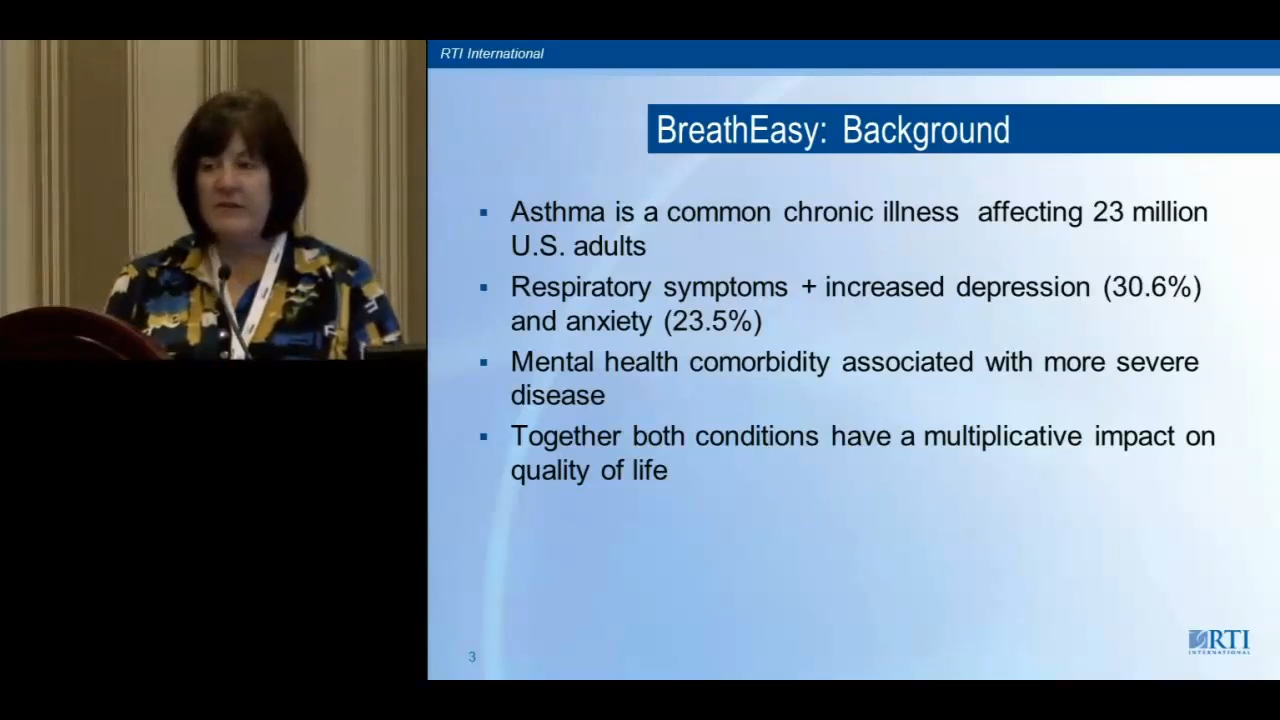 RTI International
BreathEasy: Background
▪ Asthma is a common chronic illness affecting 23 million
U.S. adults
▪ Respiratory symptoms + increased depression (30.6%)
and anxiety (23.5%)
▪ Mental health comorbidity associated with more severe
disease
▪ Together both conditions have a multiplicative impact on
quality of life
3
RTI
INTERNATIONAL